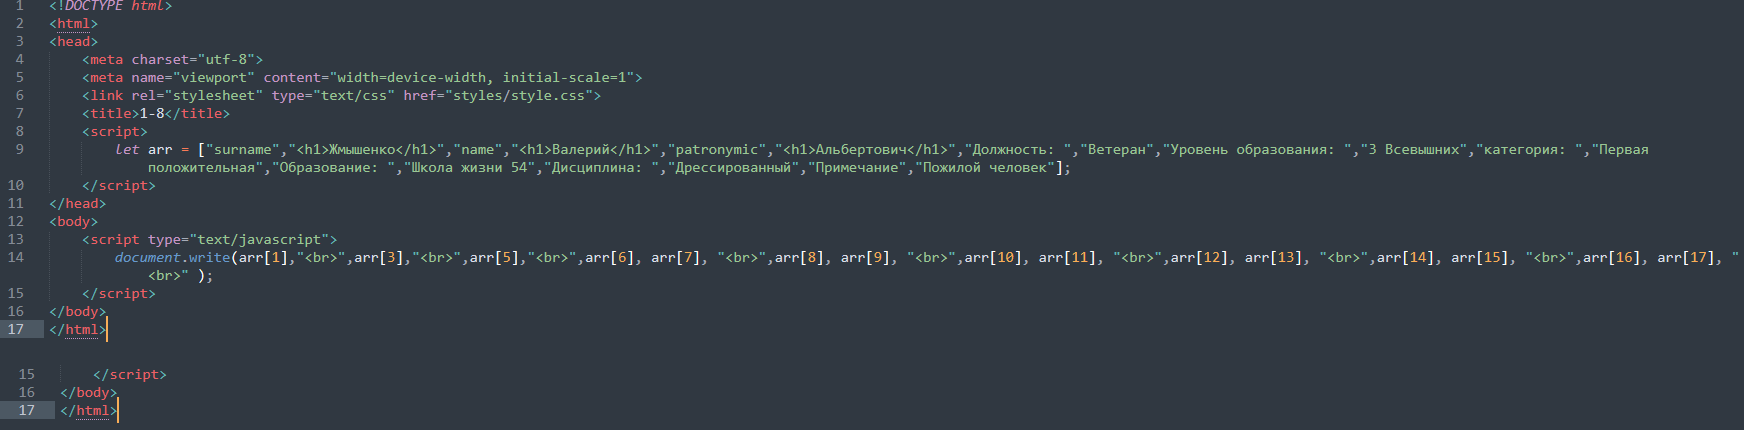 1 <!DOCTYPE html>
2 <html>
3 <head>
4 <meta charset="utf-8">
5 <meta name="viewport" content="width=device-width, initial-scale=1">
6 <link rel="stylesheet" type="text/css" href="styles/style.css">
7 <title>1-8</title>
8 <script>
9 let arr = ["surname","<h1>Жмышенко</h1>","name","<h1>Валерий</h1>","patronymic","<h1>Альбертович</h1>","Должность: ","Ветеран","Уровень образования: ","3 Всевышних","категория: ","Первая
положительная","Образование: ","Школа жизни 54","Дисциплина: ","Дрессированный","Примечание","Пожилой человек"];
10 </script>
11 </head>
12 <body>
13 <script type="text/javascript">
14 document.write(arr[1],"<br>",arr[3],"<br>",arr[5],"<br>",arr[6], arr[7], "<br>",arr[8], arr[9], "<br>",arr[10], arr[11], "<br>",arr[12], arr[13], "<br>",arr[14], arr[15], "<br>",arr[16], arr[17], "
<br>" );
15 </script>
16 </body>
17 </html>
15 </script>
16 </body>
17 </html>